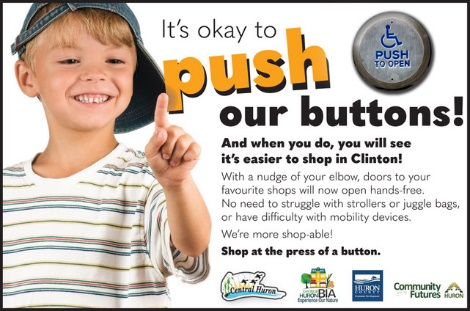 It's okay to
push
our buttons!
PUSH
TO OPEN
And when you do, you will see
it's easier to shop in Clinton!
With a nudge of your elbow, doors to your
favourite shops will now open hands-free.
No need to struggle with strollers or juggle bags,
or have difficulty with mobility devices.
We're more shop-able!
Shop at the press of a button.
Central Huron
HURON BIA
Experience Our Nature
HURON
COUNTY
Community
Futures
HURON